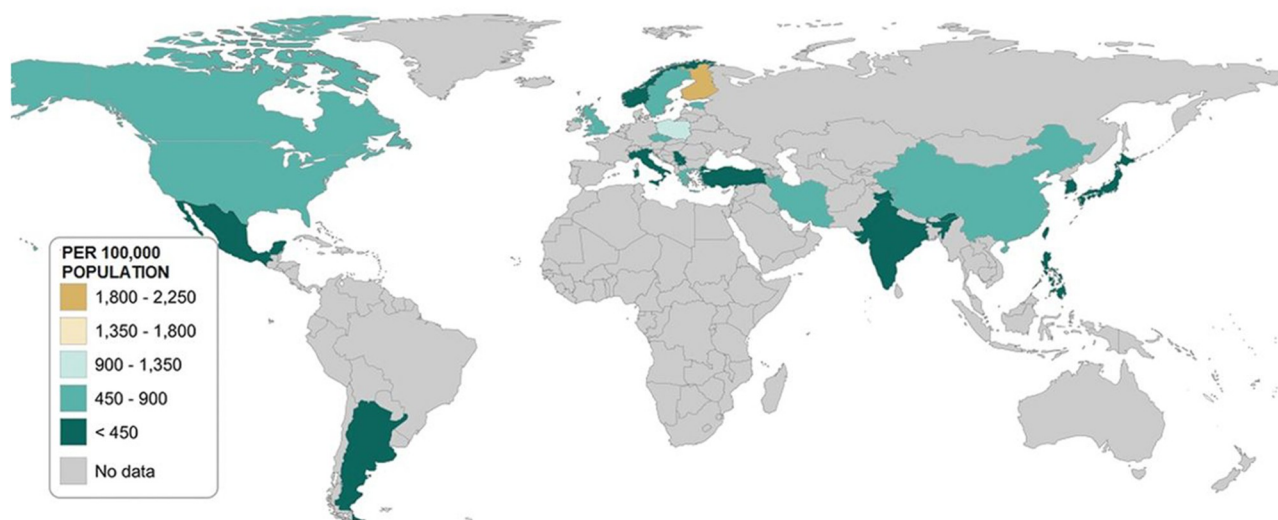 PER 100,000
POPULATION
1,800 - 2,250
1,350 - 1,800
900 - 1,350
450 - 900
< 450
No data